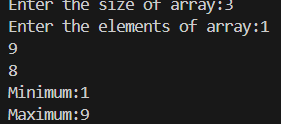 Enter the size of array:3
Enter the elements of array:1
9
8
Minimum:1
Maximum:9